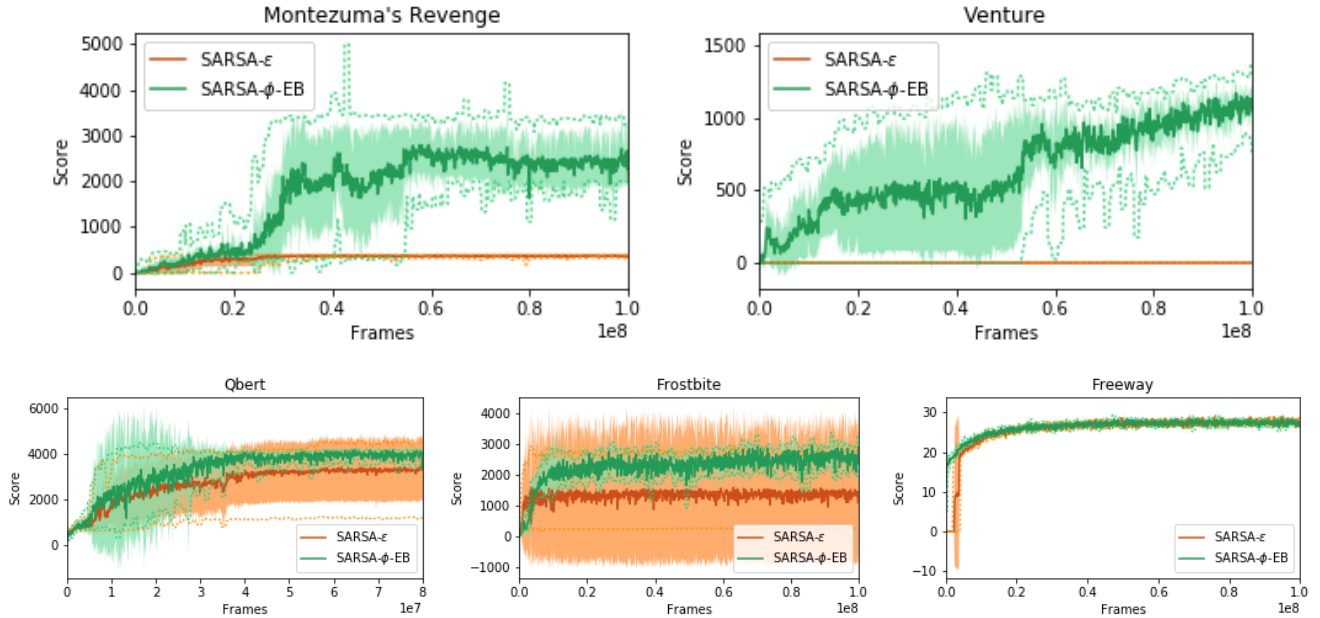 Montezuma's Revenge
5000
4000
3000
2000
1000
0
Score
SARSA-ε
SARSA-ϕ-EB
0.0 0.2 0.4 0.6 0.8 1.0
Frames
1e8
Venture
1500
1000
500
0
Score
SARSA-ε
SARSA-ϕ-EB
0.0 0.2 0.4 0.6 0.8 1.0
Frames
1e8
Qbert
6000
4000
2000
0
Score
SARSA-ε
SARSA-ϕ-EB
0 1 2 3 4 5 6 7 8
Frames
1e7
Frostbite
4000
3000
2000
1000
0
−1000
Score
SARSA-ε
SARSA-ϕ-EB
0.0 0.2 0.4 0.6 0.8 1.0
Frames
1e8
Freeway
30
20
10
0
−10
Score
SARSA-ε
SARSA-ϕ-EB
0.0 0.2 0.4 0.6 0.8 1.0
Frames
1e8